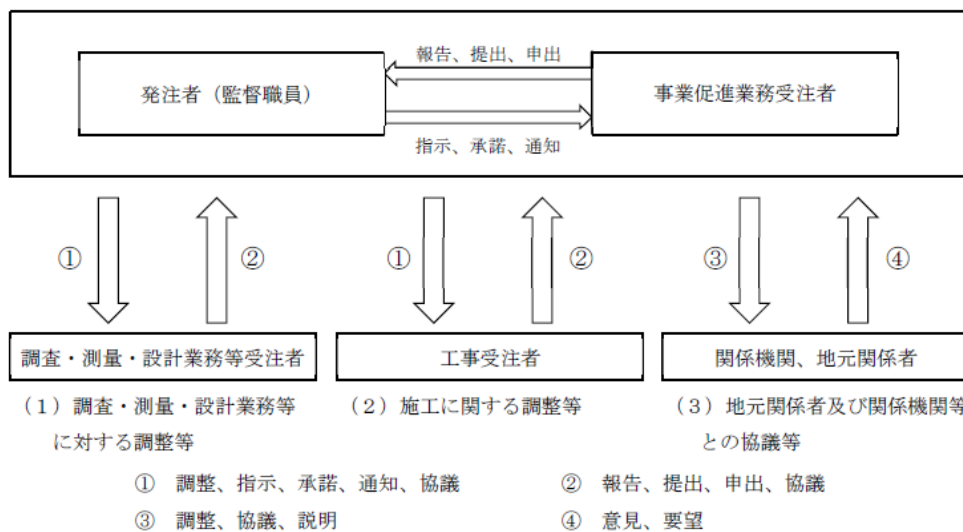 報告、提出、申出
発注者（監督職員）
事業促進業務受注者
指示、承諾、通知
① ② ① ② ③ ④
調査・測量・設計業務等受注者
工事受注者
関係機関、地元関係者
（１）調査・測量・設計業務等
に対する調整等
（２）施工に関する調整等
（３）地元関係者及び関係機関等
との協議等
① 調整、指示、承諾、通知、協議
② 報告、提出、申出、協議
③ 調整、協議、説明
④ 意見、要望